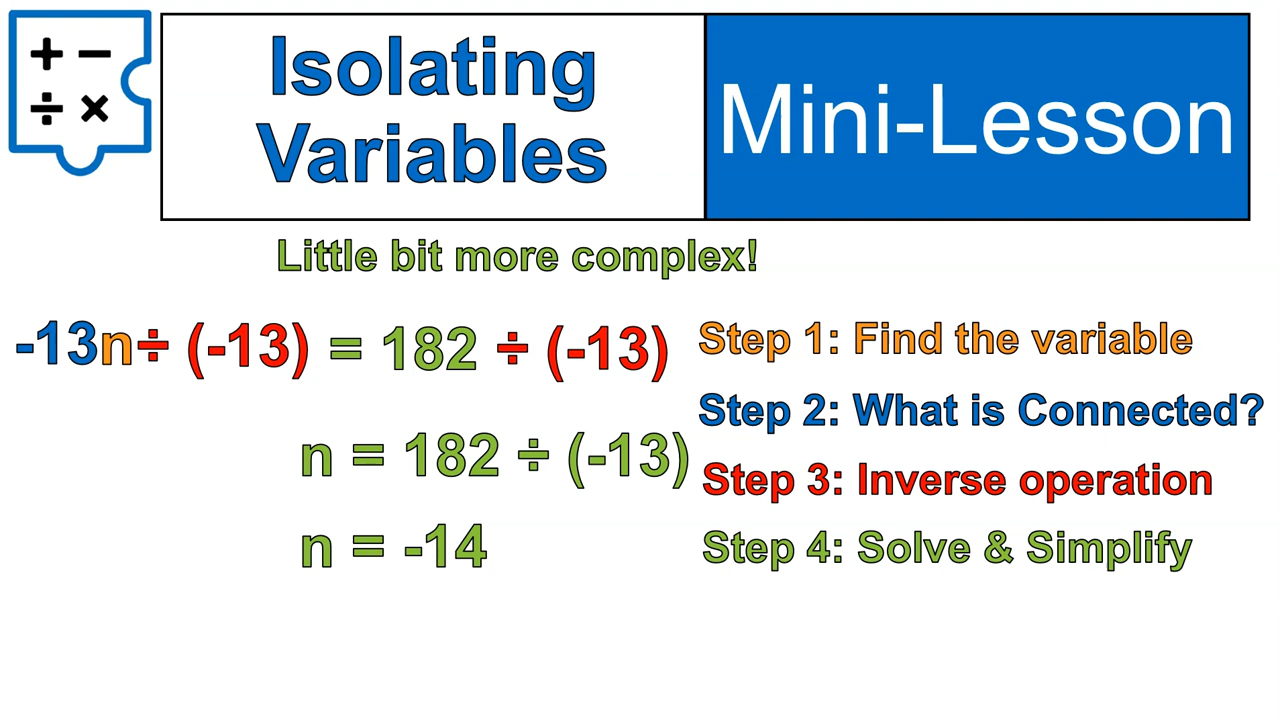 + −
÷ ×
Isolating
Variables
Mini-Lesson
Little bit more complex!
-13n÷ (-13) = 182 ÷ (-13)
n = 182 ÷ (-13)
n = -14
Step 1: Find the variable
Step 2: What is Connected?
Step 3: Inverse operation
Step 4: Solve & Simplify